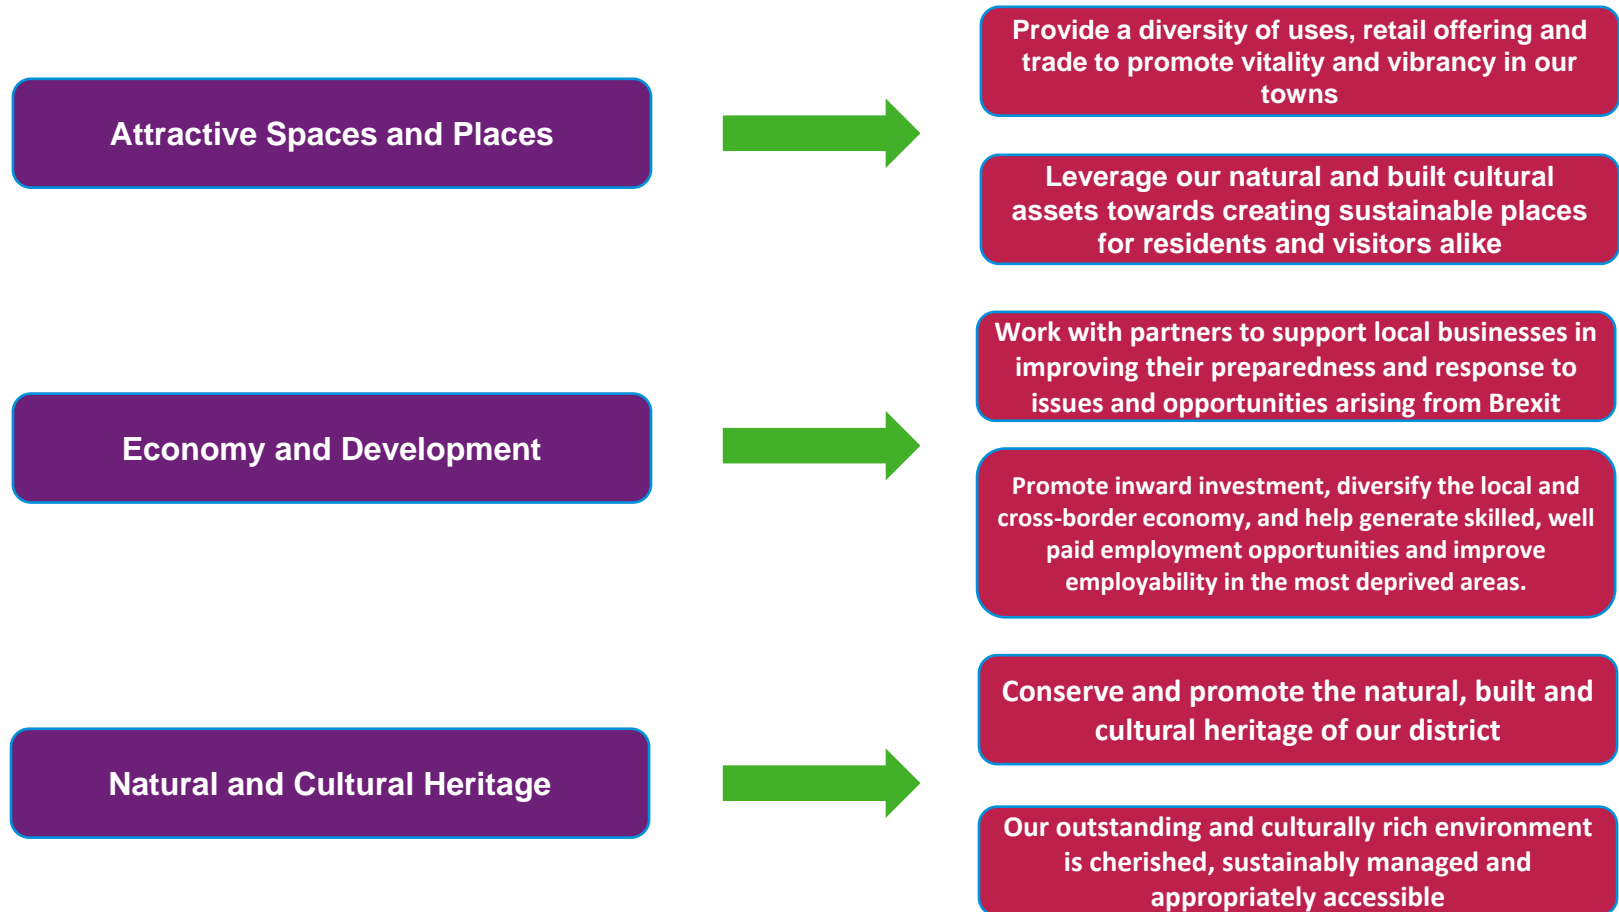 Attractive Spaces and Places
Provide a diversity of uses, retail offering and
trade to promote vitality and vibrancy in our
towns
Leverage our natural and built cultural
assets towards creating sustainable places
for residents and visitors alike
Economy and Development
Work with partners to support local businesses in
improving their preparedness and response to
issues and opportunities arising from Brexit
Promote inward investment, diversify the local and
cross-border economy, and help generate skilled, well
paid employment opportunities and improve
employability in the most deprived areas.
Natural and Cultural Heritage
Conserve and promote the natural, built and
cultural heritage of our district
Our outstanding and culturally rich environment
is cherished, sustainably managed and
appropriately accessible